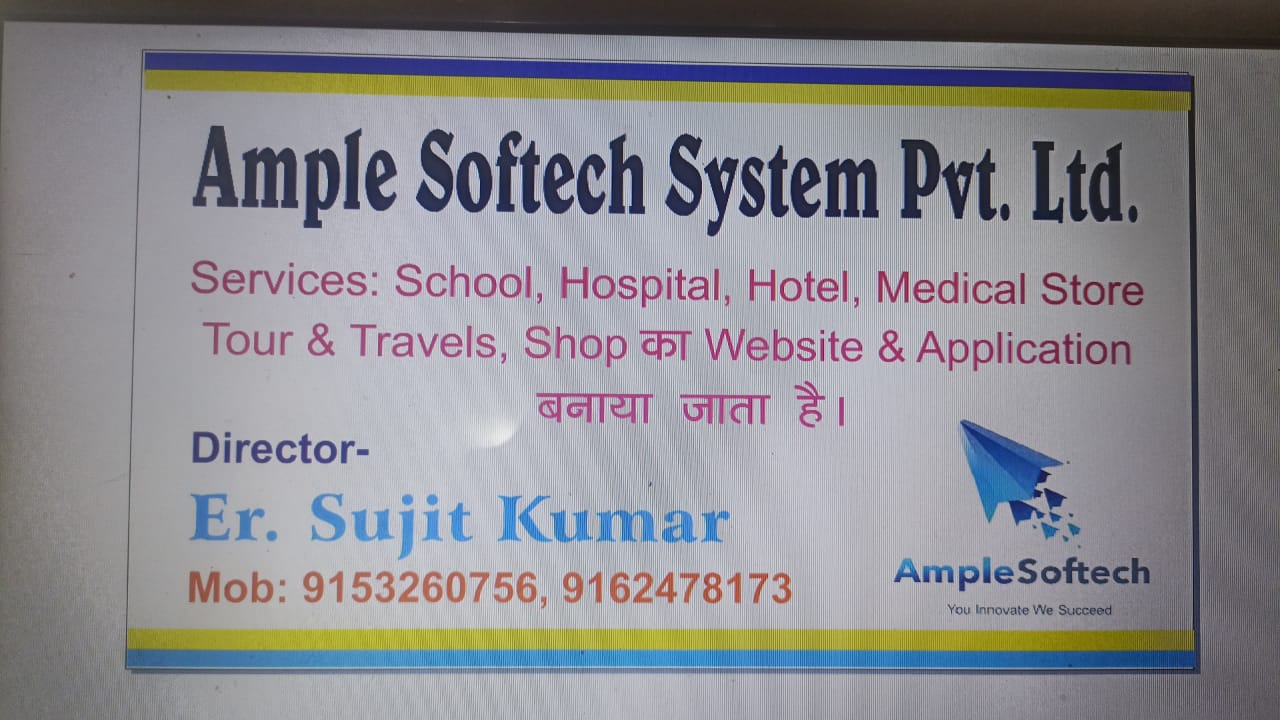 Ample Softech System Pvt. Ltd.
Services: School, Hospital, Hotel, Medical Store
Tour & Travels, Shop का Website & Application
बनाया जाता है।
Director-
Er. Sujit Kumar
Mob: 9153260756, 9162478173
AmpleSoftech
You Innovate We Succeed